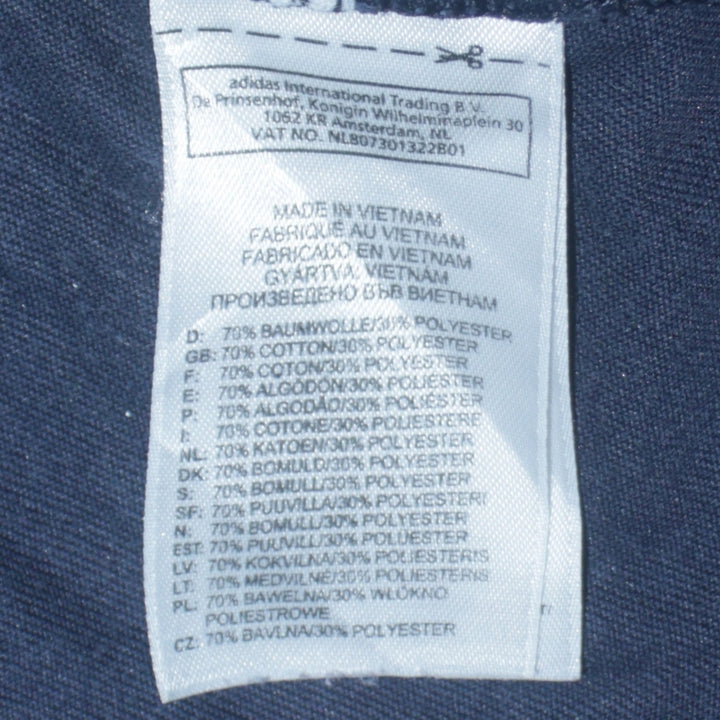 adidas International Trading B.V.
De Prinsenhof, Konigin Wilhelminaplein 30
1062 KR Amsterdam, NL
VAT NO. NL807301322B01
MADE IN VIETNAM
FABRIQUÉ AU VIETNAM
FABRICADO EN VIETNAM
GYÁRTVA: VIETNÁM
ПРОИЗВЕДЕНО ВЪВ ВИЕТНАМ
D: 70% BAUMWOLLE/30% POLYESTER
GB: 70% COTTON/30% POLYESTER
F: 70% COTON/30% POLYESTER
E: 70% ALGODÓN/30% POLIÉSTER
P: 70% ALGODÃO/30% POLIÉSTER
I: 70% COTONE/30% POLIESTERE
NL: 70% KATOEN/30% POLYESTER
DK: 70% BOMULD/30% POLYESTER
S: 70% BOMULL/30% POLYESTER
SF: 70% PUUVILLA/30% POLYESTERI
N: 70% BOMULL/30% POLYESTER
EST: 70% PUUVILL/30% POLÜESTER
LV: 70% KOKVILNA/30% POLIESTERIS
LT: 70% MEDVILNĖ/30% POLIESTERIS
PL: 70% BAWEŁNA/30% WŁÓKNO
POLIESTROWE
CZ: 70% BAVLNA/30% POLYESTER